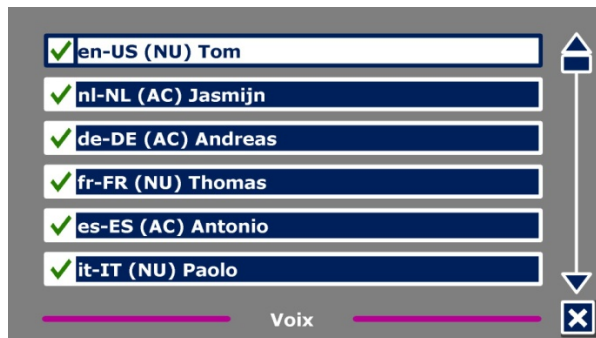 en-US (NU) Tom
nl-NL (AC) Jasmijn
de-DE (AC) Andreas
fr-FR (NU) Thomas
es-ES (AC) Antonio
it-IT (NU) Paolo
Voix